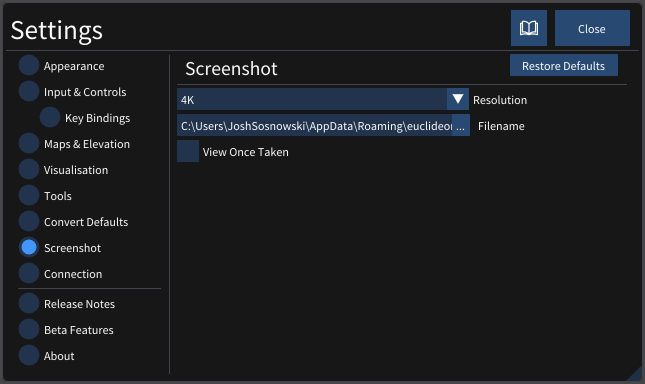 Settings
Close
Appearance
Input & Controls
Key Bindings
Maps & Elevation
Visualisation
Tools
Convert Defaults
Screenshot
Connection
Release Notes
Beta Features
About
Screenshot
Restore Defaults
4K
Resolution
C:\Users\JoshSosnowski\AppData\Roaming\euclideo
...
Filename
View Once Taken